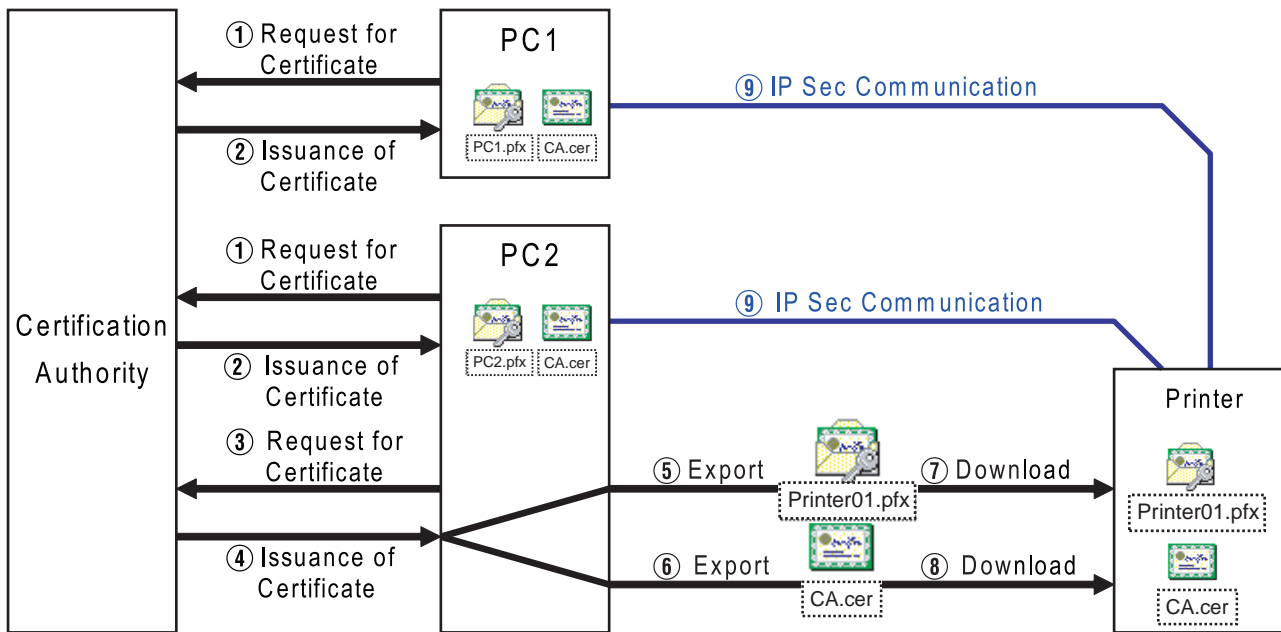 Certification
Authority
① Request for
Certificate
② Issuance of
Certificate
PC1
PC1.pfx
CA.cer
⑨ IP Sec Communication
① Request for
Certificate
② Issuance of
Certificate
PC2
PC2.pfx
CA.cer
⑨ IP Sec Communication
③ Request for
Certificate
④ Issuance of
Certificate
⑤ Export
Printer01.pfx
⑦ Download
⑥ Export
CA.cer
⑧ Download
Printer
Printer01.pfx
CA.cer